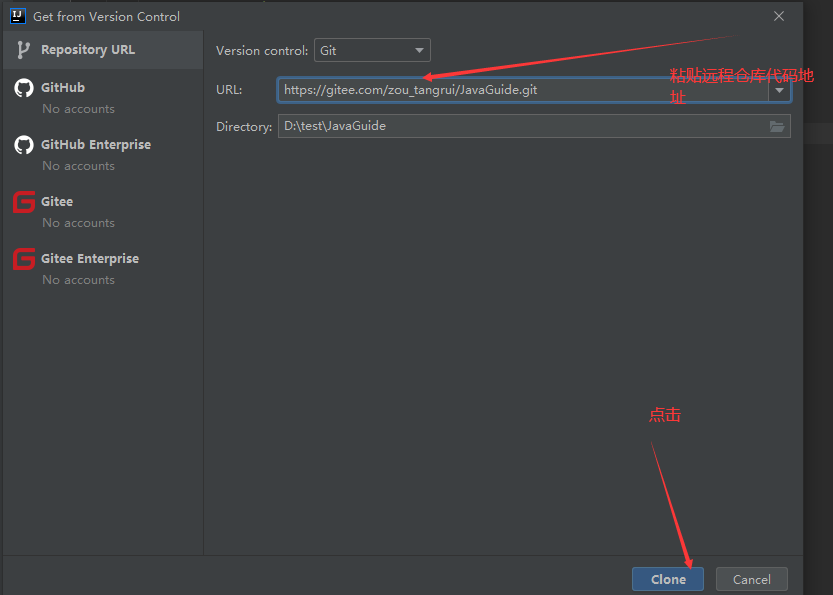 Get from Version Control
Repository URL
GitHub
No accounts
GitHub Enterprise
No accounts
Gitee
No accounts
Gitee Enterprise
No accounts
Version control: Git
URL: https://gitee.com/zou_tangrui/JavaGuide.git
粘贴远程仓库代码地
址
Directory: D:\test\JavaGuide
点击
Clone Cancel